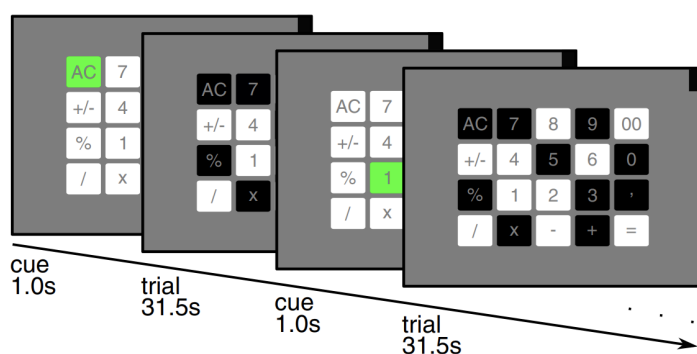 AC 7
+/- 4
% 1
/ x
AC 7
+/- 4
% 1
/ x
AC 7
+/- 4
% 1
/ x
AC 7 8 9 00
+/- 4 5 6 0
% 1 2 3 ,
/ x - + =
cue
1.0s
trial
31.5s
cue
1.0s
trial
31.5s
. . .